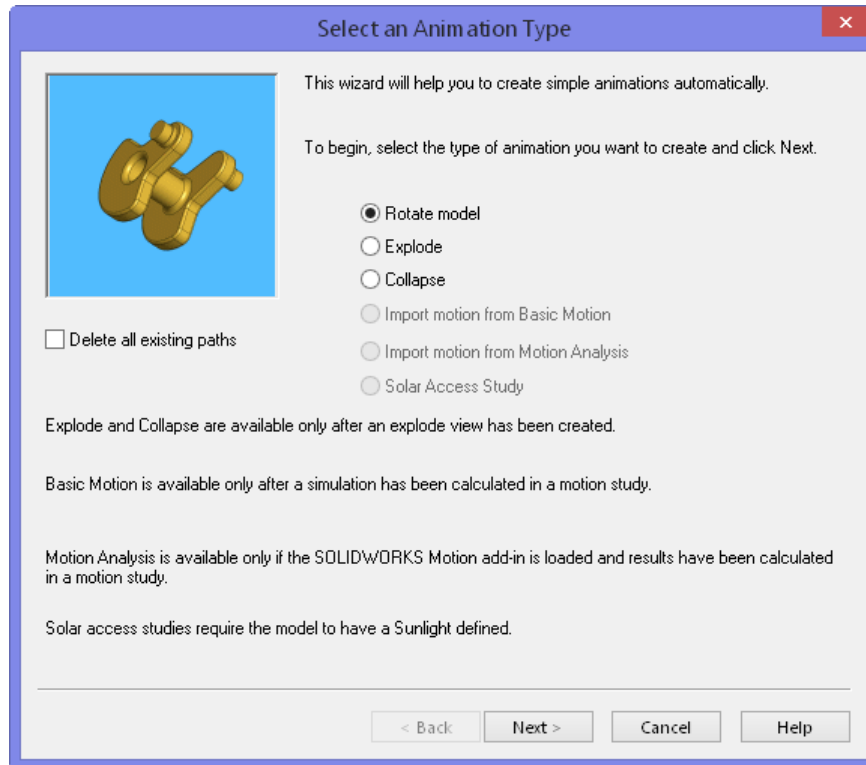 Select an Animation Type
This wizard will help you to create simple animations automatically.
To begin, select the type of animation you want to create and click Next.
Rotate model
Explode
Collapse
Import motion from Basic Motion
Delete all existing paths
Import motion from Motion Analysis
Solar Access Study
Explode and Collapse are available only after an explode view has been created.
Basic Motion is available only after a simulation has been calculated in a motion study.
Motion Analysis is available only if the SOLIDWORKS Motion add-in is loaded and results have been calculated
in a motion study.
Solar access studies require the model to have a Sunlight defined.
< Back Next > Cancel Help